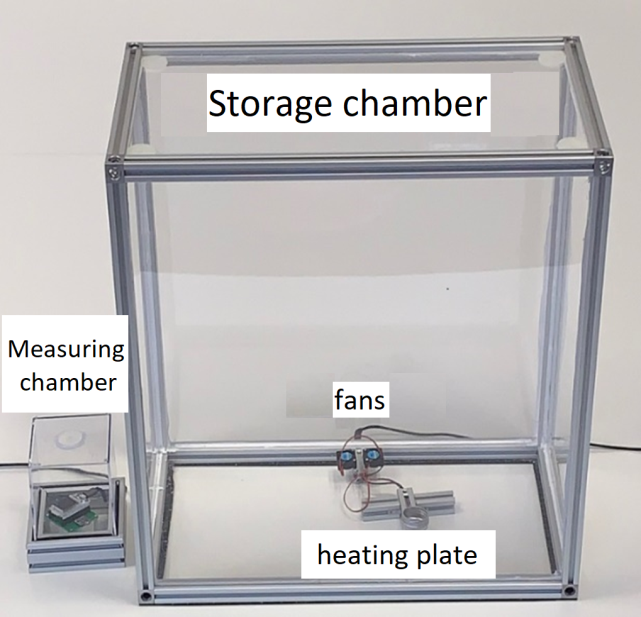 Storage chamber
Measuring
chamber
fans
heating plate